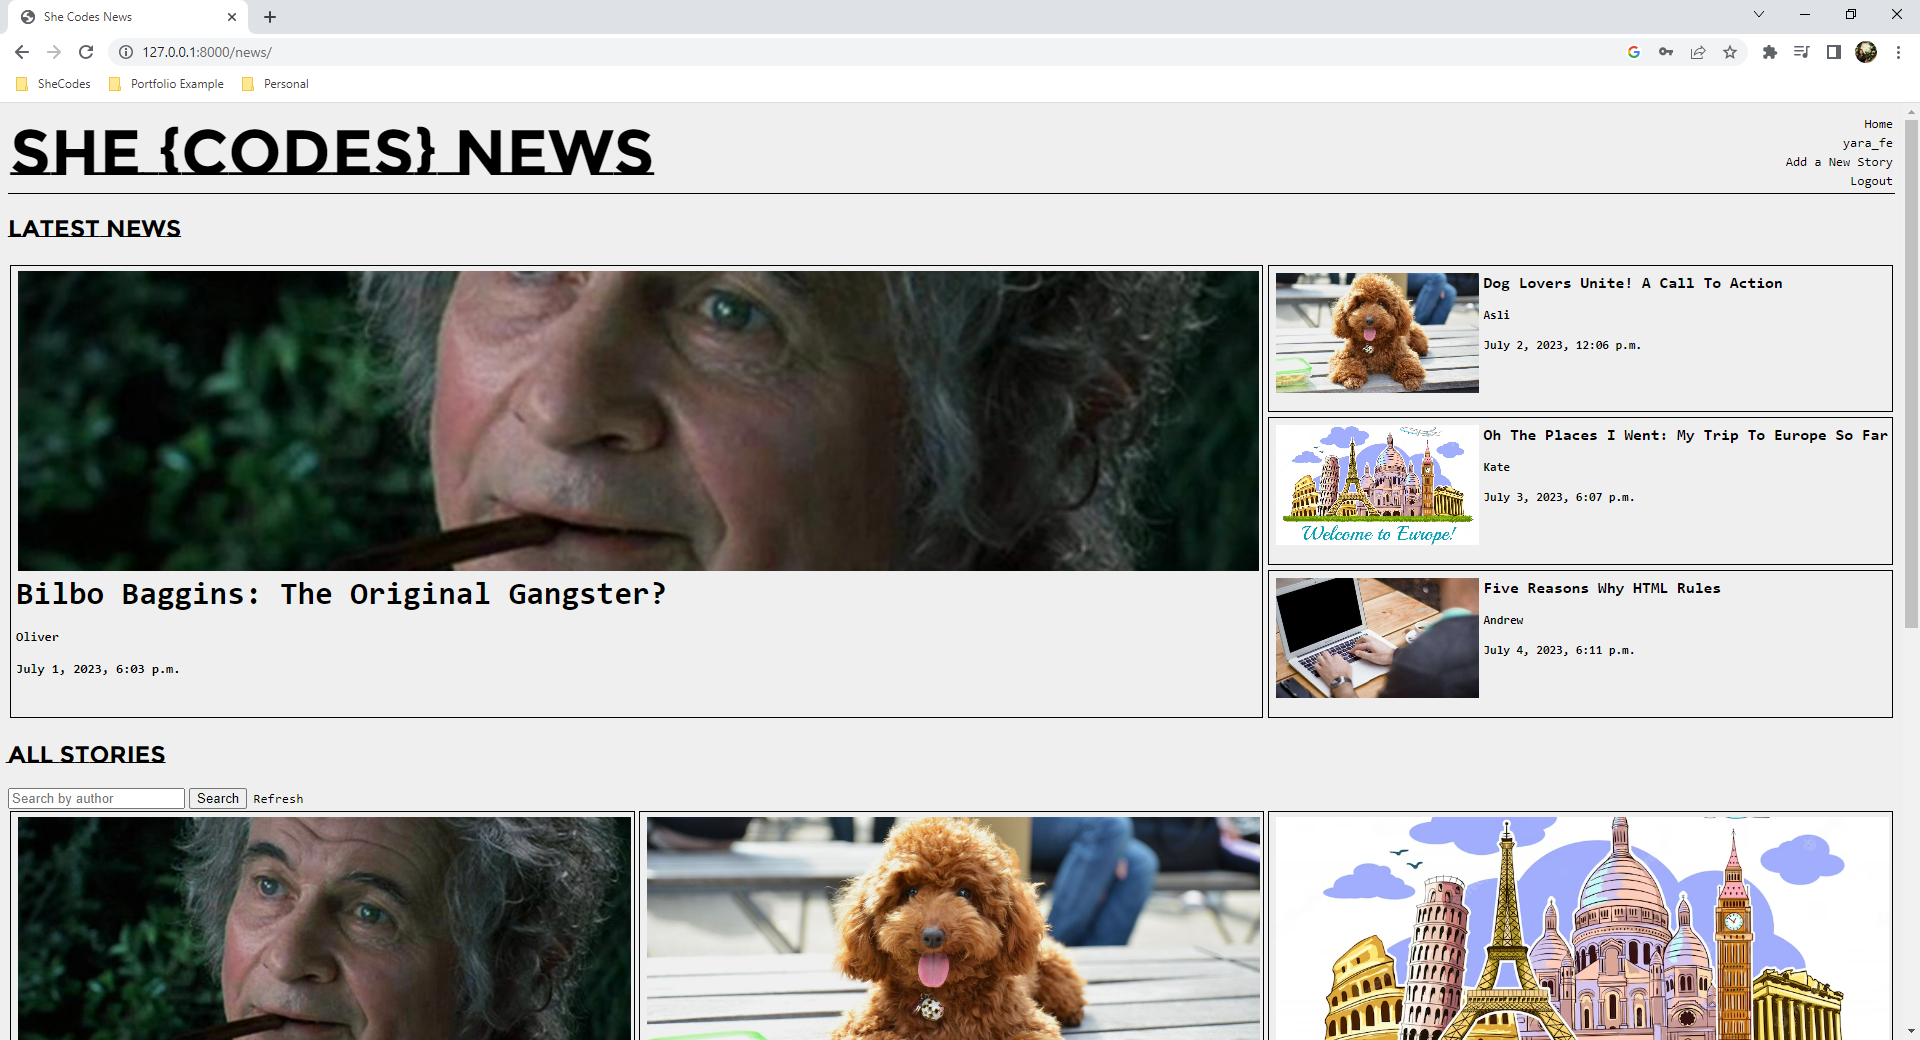 She Codes News
127.0.0.1:8000/news/
SheCodes
Portfolio Example
Personal
SHE {CODES} NEWS
Home
yara_fe
Add a New Story
Logout
LATEST NEWS
Bilbo Baggins: The Original Gangster?
Oliver
July 1, 2023, 6:03 p.m.
Dog Lovers Unite! A Call To Action
Asli
July 2, 2023, 12:06 p.m.
Welcome to Europe!
Oh The Places I Went: My Trip To Europe So Far
Kate
July 3, 2023, 6:07 p.m.
Five Reasons Why HTML Rules
Andrew
July 4, 2023, 6:11 p.m.
ALL STORIES
Search by author
Search
Refresh